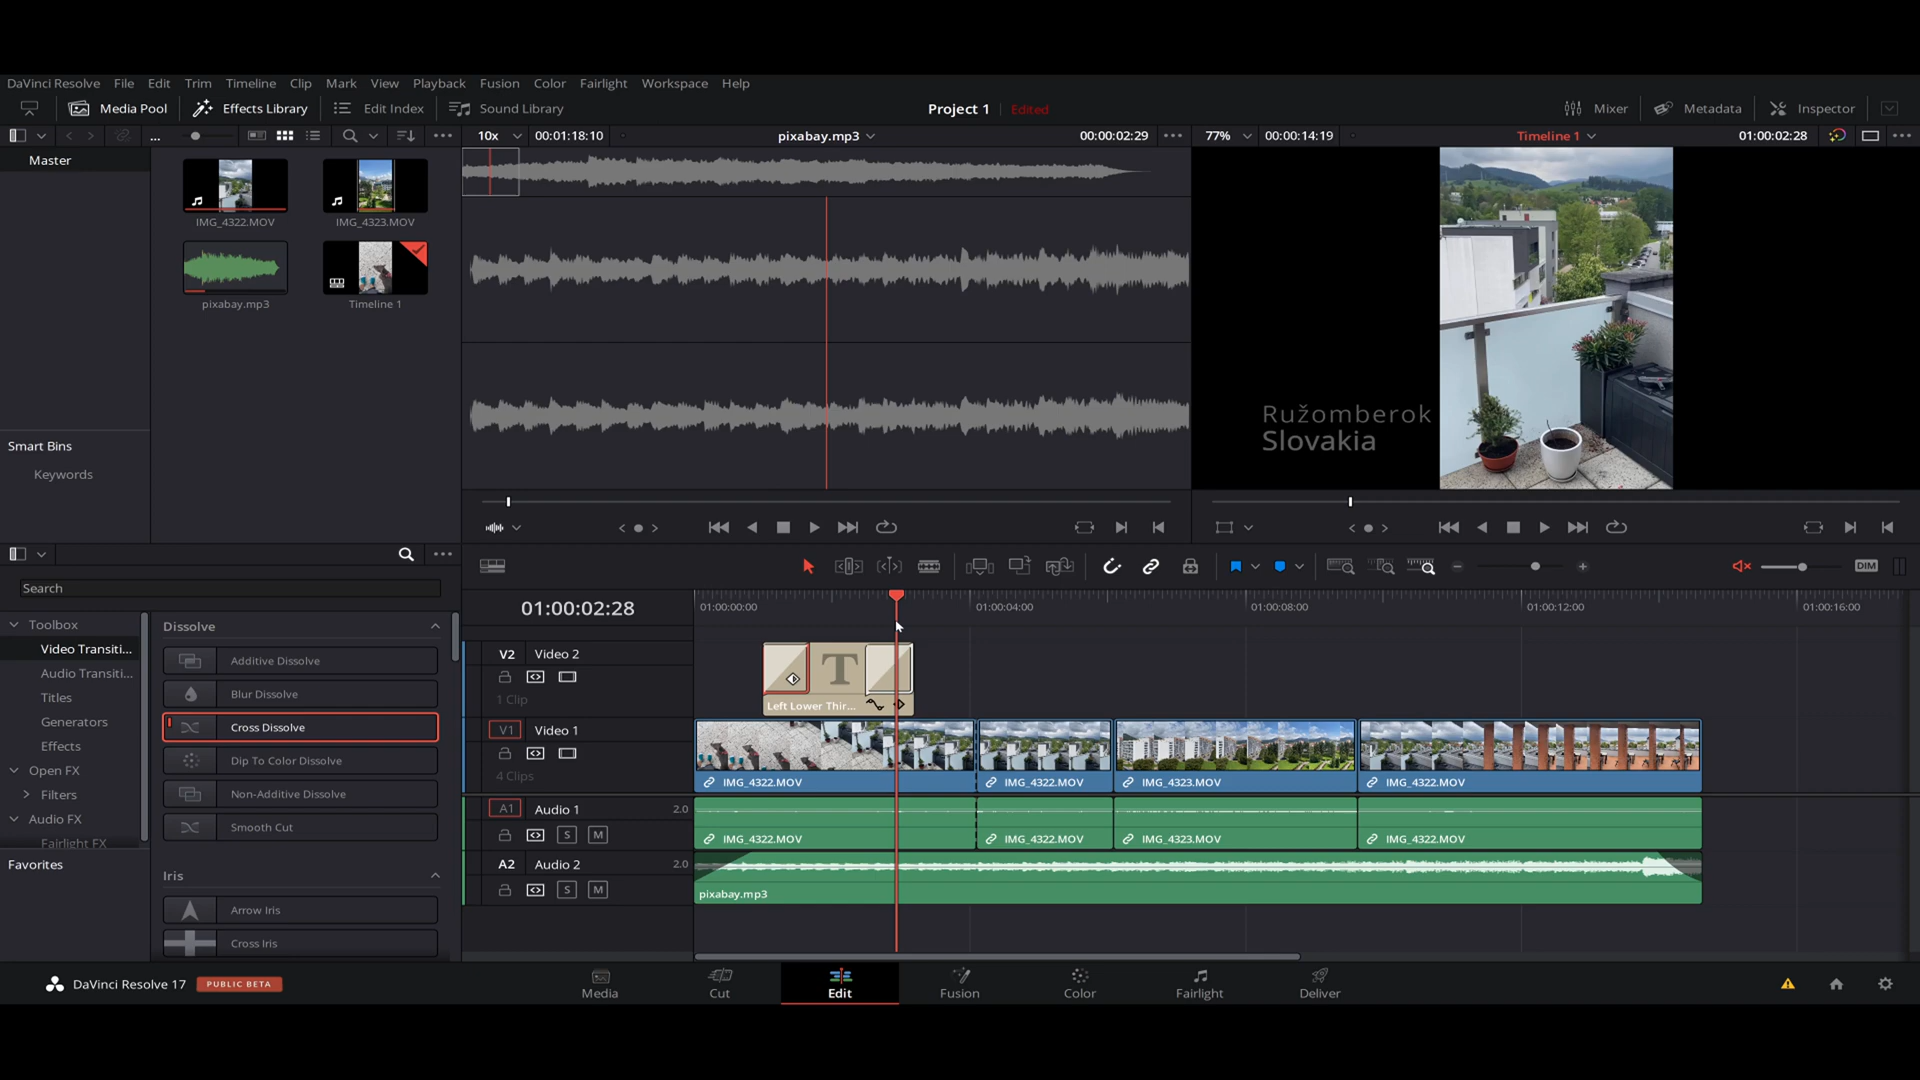 DaVinci Resolve File Edit Trim Timeline Clip Mark View Playback Fusion Color Fairlight Workspace Help
Media Pool Effects Library Edit Index Sound Library Project 1 Edited Mixer Metadata Inspector
... 10x 00:01:18:10 pixabay.mp3 00:00:02:29 77% 00:00:14:19 Timeline 1 01:00:02:28
Master
IMG_4322.MOV IMG_4323.MOV
pixabay.mp3 Timeline 1
Ružomberok
Slovakia
Smart Bins
Keywords
DIM
Search
01:00:02:28 01:00:00:00 01:00:04:00 01:00:08:00 01:00:12:00 01:00:16:00
Toolbox
Video Transiti...
Audio Transiti...
Titles
Generators
Effects
Open FX
Filters
Audio FX
Fairlight FX
Favorites
Dissolve
Additive Dissolve
Blur Dissolve
Cross Dissolve
Dip To Color Dissolve
Non-Additive Dissolve
Smooth Cut
Iris
Arrow Iris
Cross Iris
V2 Video 2
1 Clip
T
Left Lower Thir...
V1 Video 1
4 Clips
IMG_4322.MOV IMG_4322.MOV IMG_4323.MOV IMG_4322.MOV
A1 Audio 1 2.0
S M
IMG_4322.MOV IMG_4322.MOV IMG_4323.MOV IMG_4322.MOV
A2 Audio 2 2.0
S M
pixabay.mp3
DaVinci Resolve 17 PUBLIC BETA
Media Cut Edit Fusion Color Fairlight Deliver